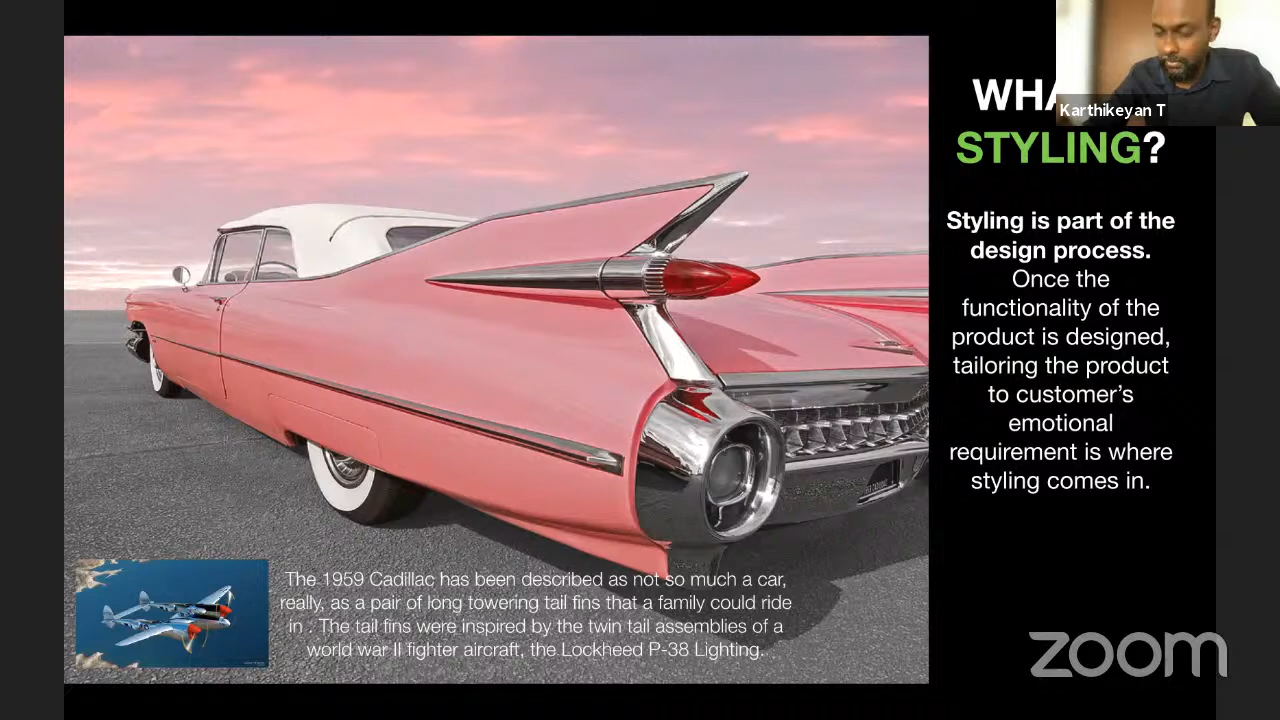 WHA
STYLING?
Karthikeyan T
Styling is part of the
design process.
Once the
functionality of the
product is designed,
tailoring the product
to customer's
emotional
requirement is where
styling comes in.
The 1959 Cadillac has been described as not so much a car,
really, as a pair of long towering tail fins that a family could ride
in . The tail fins were inspired by the twin tail assemblies of a
world war II fighter aircraft, the Lockheed P-38 Lighting.
zoom